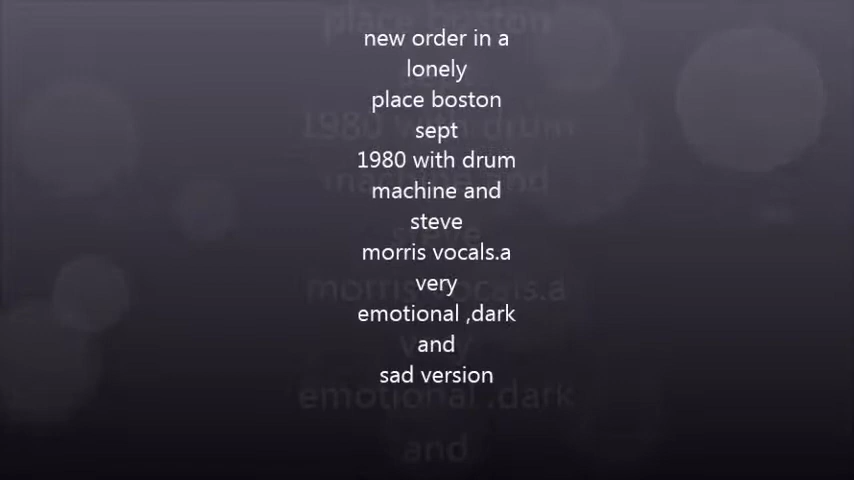 new order in a
lonely
place boston
sept
1980 with drum
machine and
steve
morris vocals.a
very
emotional ,dark
and
sad version